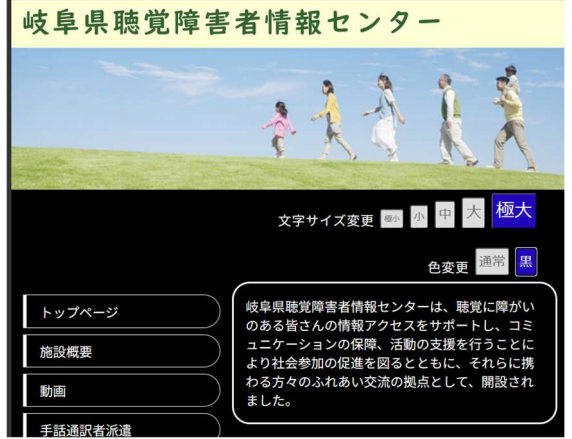 岐阜県聴覚障害者情報センター
文字サイズ変更 極小 小 中 大 極大
色変更 通常 黒
トップページ
施設概要
動画
手話通訳者派遣
岐阜県聴覚障害者情報センターは、聴覚に障がい
のある皆さんの情報アクセスをサポートし、コミ
ュニケーションの保障、活動の支援を行うことに
より社会参加の促進を図るとともに、それらに携
わる方々のふれあい交流の拠点として、開設され
ました。